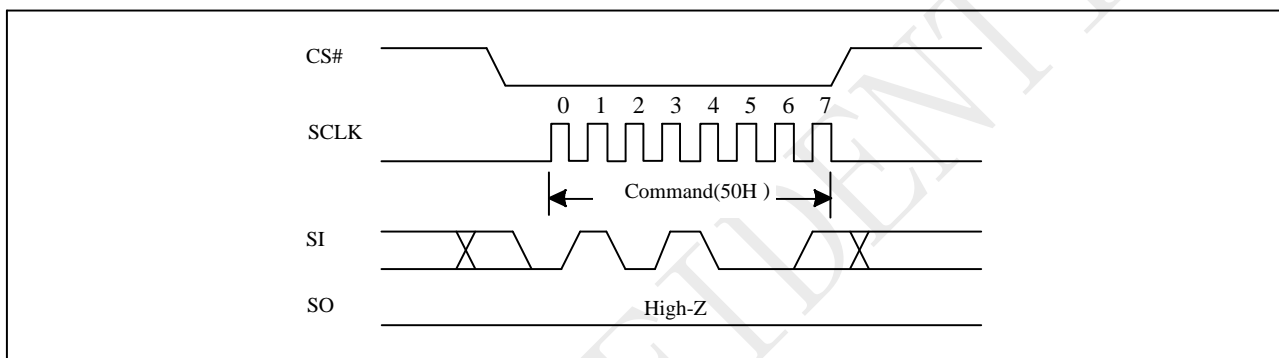 CS#
0 1 2 3 4 5 6 7
SCLK
Command(50H )
SI
SO
High-Z